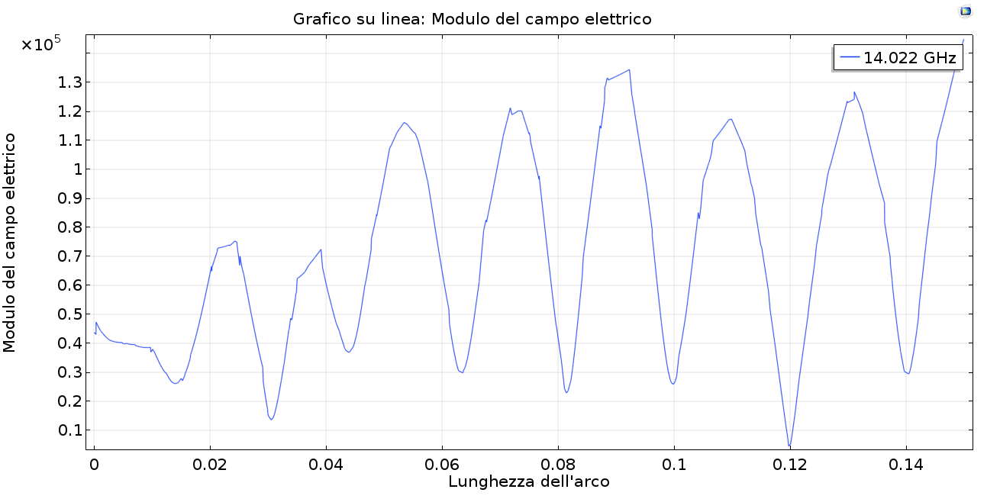 Grafico su linea: Modulo del campo elettrico
×10⁵
14.022 GHz
1.3
1.2
1.1
1
0.9
0.8
0.7
0.6
0.5
0.4
0.3
0.2
0.1
Modulo del campo elettrico
0 0.02 0.04 0.06 0.08 0.1 0.12 0.14
Lunghezza dell'arco